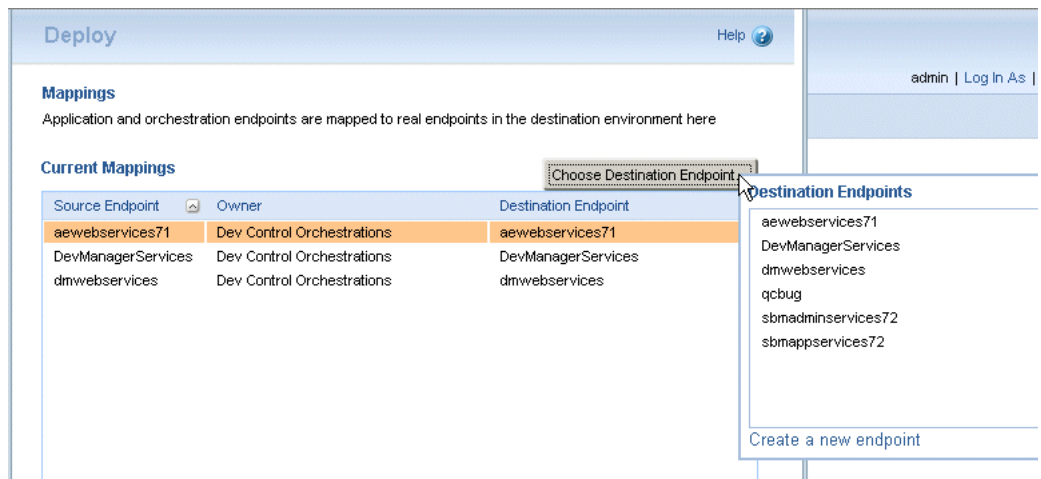 Deploy
Help
admin | Log In As |
Mappings
Application and orchestration endpoints are mapped to real endpoints in the destination environment here
Current Mappings
Choose Destination Endpoint...
Destination Endpoints
Source Endpoint Owner Destination Endpoint
aewebservices71 Dev Control Orchestrations aewebservices71
DevManagerServices Dev Control Orchestrations DevManagerServices
dmwebservices Dev Control Orchestrations dmwebservices
aewebservices71
DevManagerServices
dmwebservices
qcbug
sbmadminservices72
sbmappservices72
Create a new endpoint